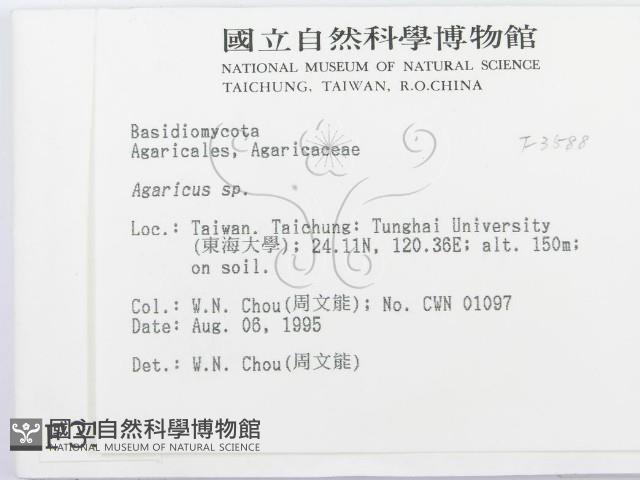 國立自然科學博物館
NATIONAL MUSEUM OF NATURAL SCIENCE
TAICHUNG, TAIWAN, R.O.CHINA
Basidiomycota
Agaricales, Agaricaceae
F3588
Agaricus sp.
Loc.: Taiwan. Taichung: Tunghai University
(東海大學); 24.11N, 120.36E; alt. 150m;
on soil.
Col.: W.N. Chou(周文能); No. CWN 01097
Date: Aug. 06, 1995
Det.: W.N. Chou(周文能)
國立自然科學博物館
NATIONAL MUSEUM OF NATURAL SCIENCE